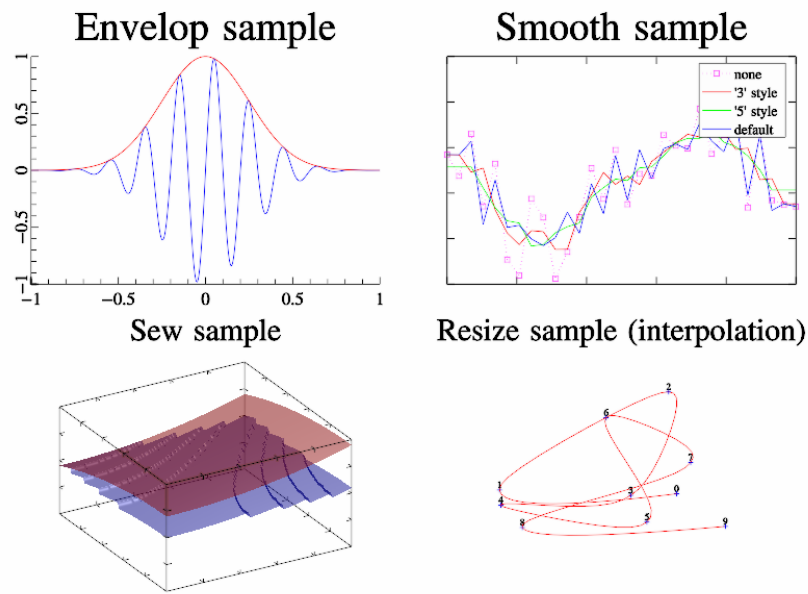 Envelop sample
1
0.5
0
−0.5
−1
−1
−0.5
0
0.5
1
Smooth sample
none
'3' style
'5' style
default
Sew sample
Resize sample (interpolation)
2
6
7
1
3
0
4
5
8
9